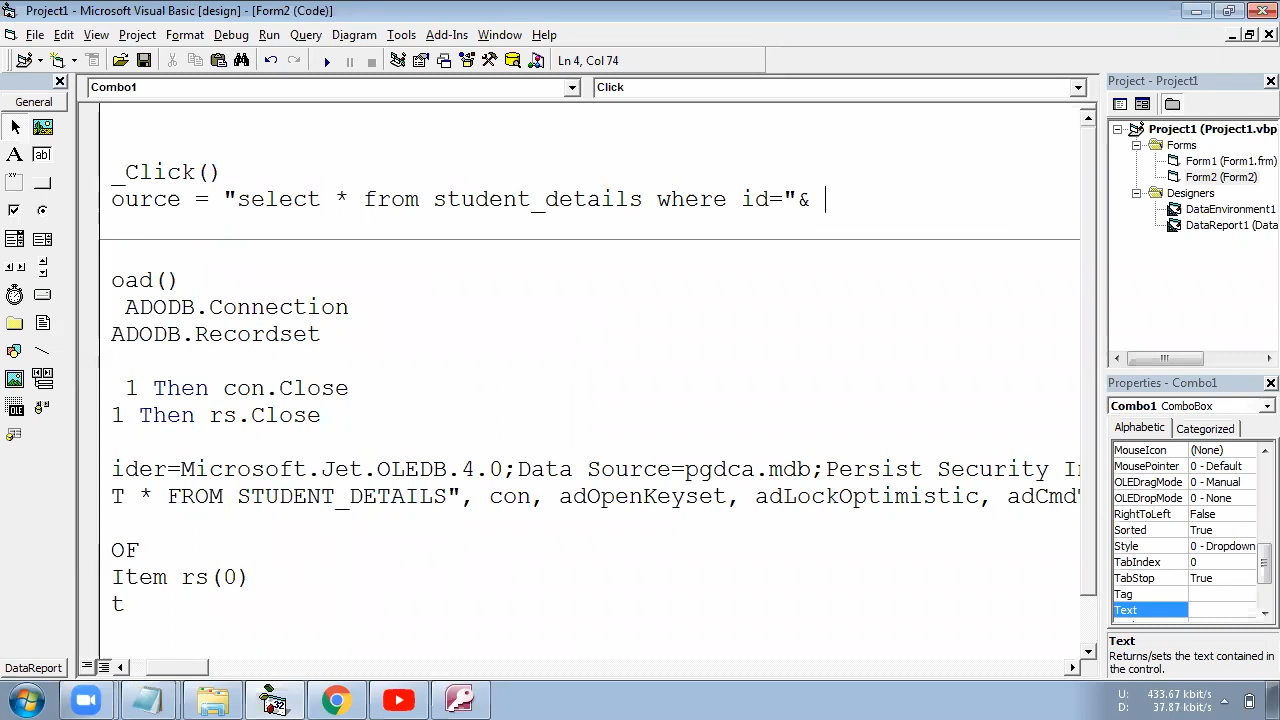 Project1 - Microsoft Visual Basic [design] - [Form2 (Code)]
File Edit View Project Format Debug Run Query Diagram Tools Add-Ins Window Help
Ln 4, Col 74
General
Combo1 Click
_Click()
ource = "select * from student_details where id="&
oad()
ADODB.Connection
ADODB.Recordset
1 Then con.Close
1 Then rs.Close
ider=Microsoft.Jet.OLEDB.4.0;Data Source=pgdca.mdb;Persist Security I
T * FROM STUDENT_DETAILS", con, adOpenKeyset, adLockOptimistic, adCmd
OF
Item rs(0)
t
DataReport
Project - Project1
Project1 (Project1.vbp
Forms
Form1 (Form1.frm)
Form2 (Form2)
Designers
DataEnvironment1
DataReport1 (Data
Properties - Combo1
Combo1 ComboBox
Alphabetic Categorized
MouseIcon (None)
MousePointer 0 - Default
OLEDragMode 0 - Manual
OLEDropMode 0 - None
RightToLeft False
Sorted True
Style 0 - Dropdown
TabIndex 0
TabStop True
Tag
Text
Text
Returns/sets the text contained in
the control.
U: 433.67 kbit/s
D: 37.87 kbit/s